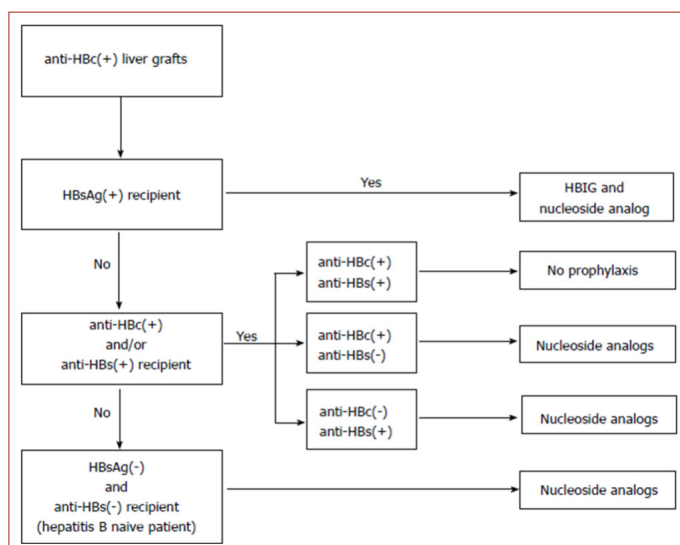 anti-HBc(+) liver grafts
HBsAg(+) recipient
Yes
HBIG and
nucleoside analog
No
anti-HBc(+)
and/or
anti-HBs(+) recipient
Yes
anti-HBc(+)
anti-HBs(+)
No prophylaxis
anti-HBc(+)
anti-HBs(-)
Nucleoside analogs
anti-HBc(-)
anti-HBs(+)
Nucleoside analogs
No
HBsAg(-)
and
anti-HBs(-) recipient
(hepatitis B naive patient)
Nucleoside analogs